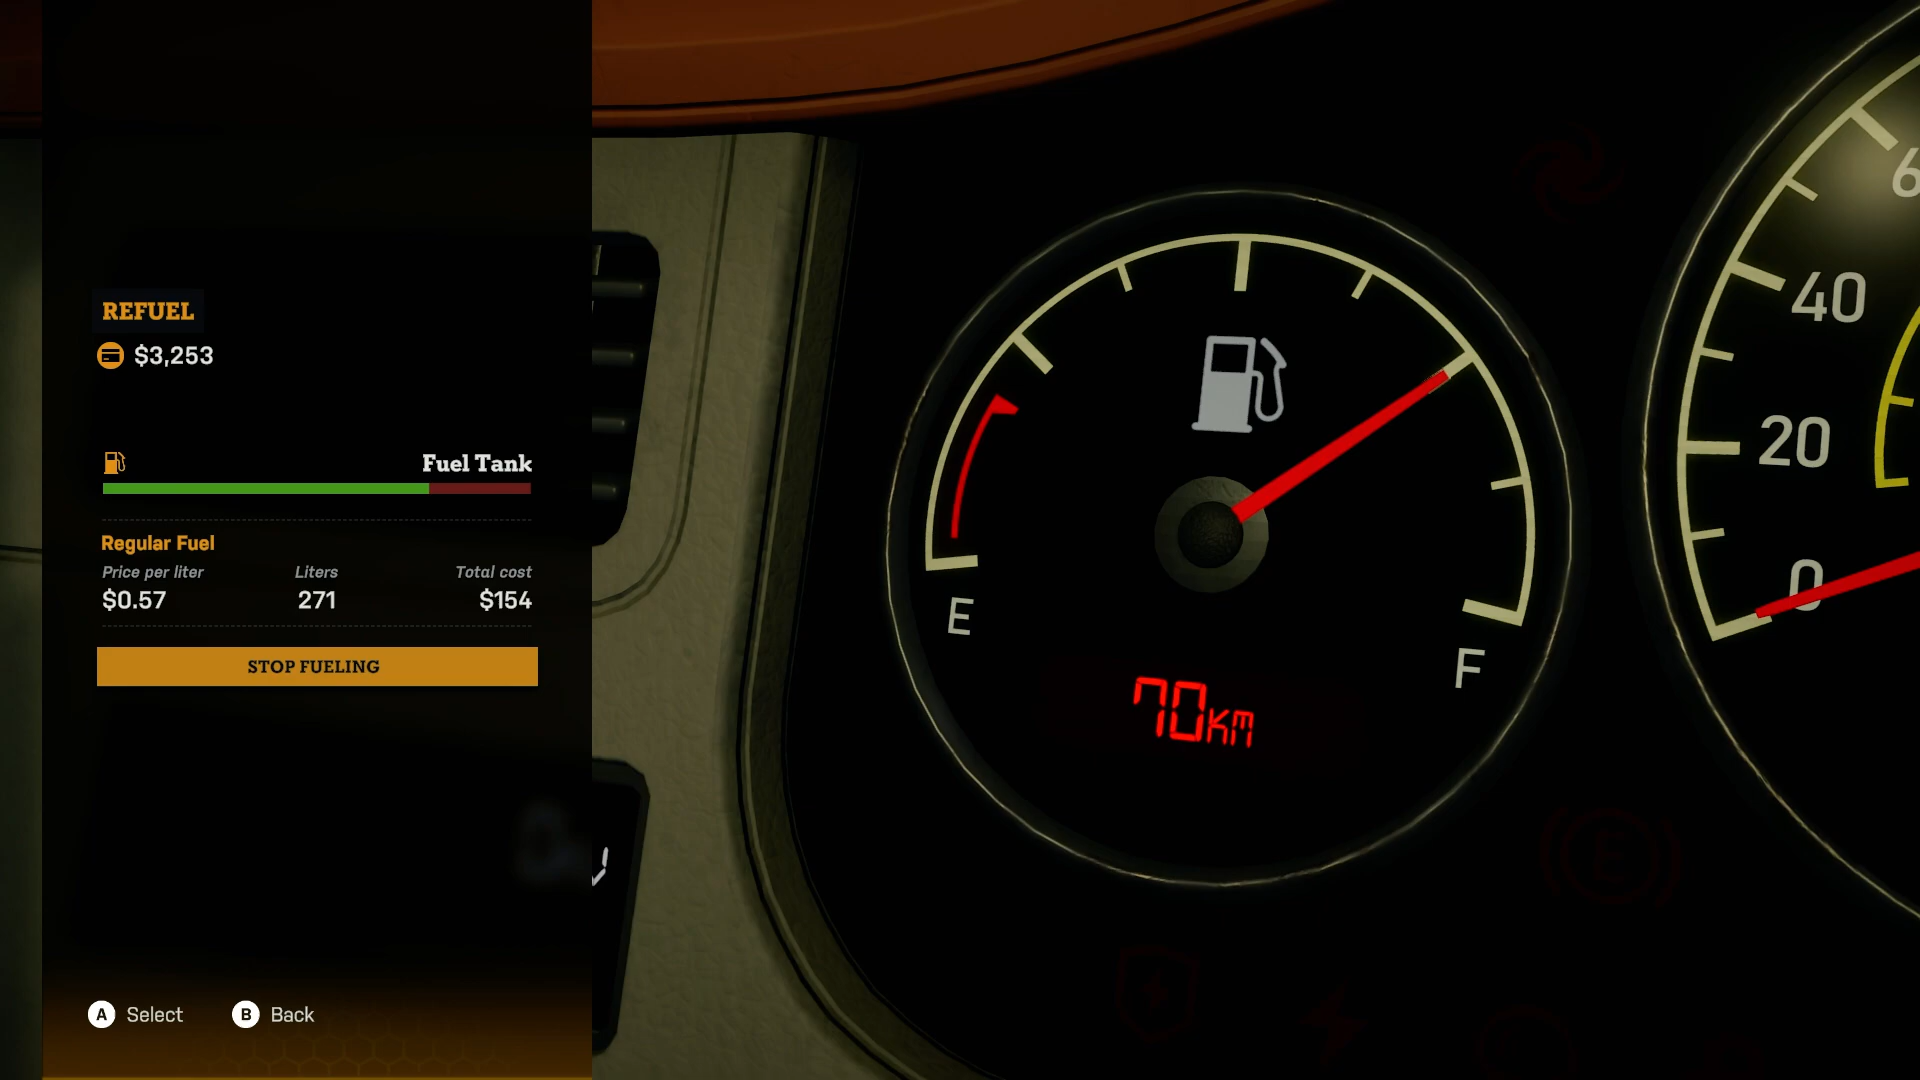 REFUEL
$3,253
Fuel Tank
Regular Fuel
Price per liter Liters Total cost
$0.57 271 $154
STOP FUELING
A Select B Back
E
F
70KM
40
20
0